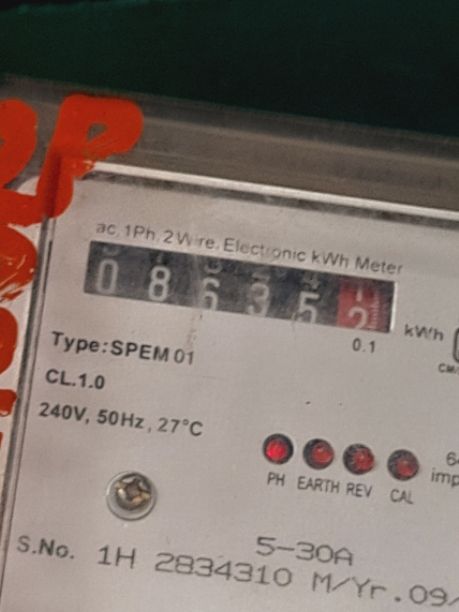 ac, 1Ph, 2 Wire, Electronic kWh Meter
0 8 6 3 5 2 kWh
0.1
Type:SPEM 01
CL.1.0
240V, 50Hz, 27°C
PH EARTH REV CAL
5-30A
S.No. 1H 2834310 M/Yr.09/